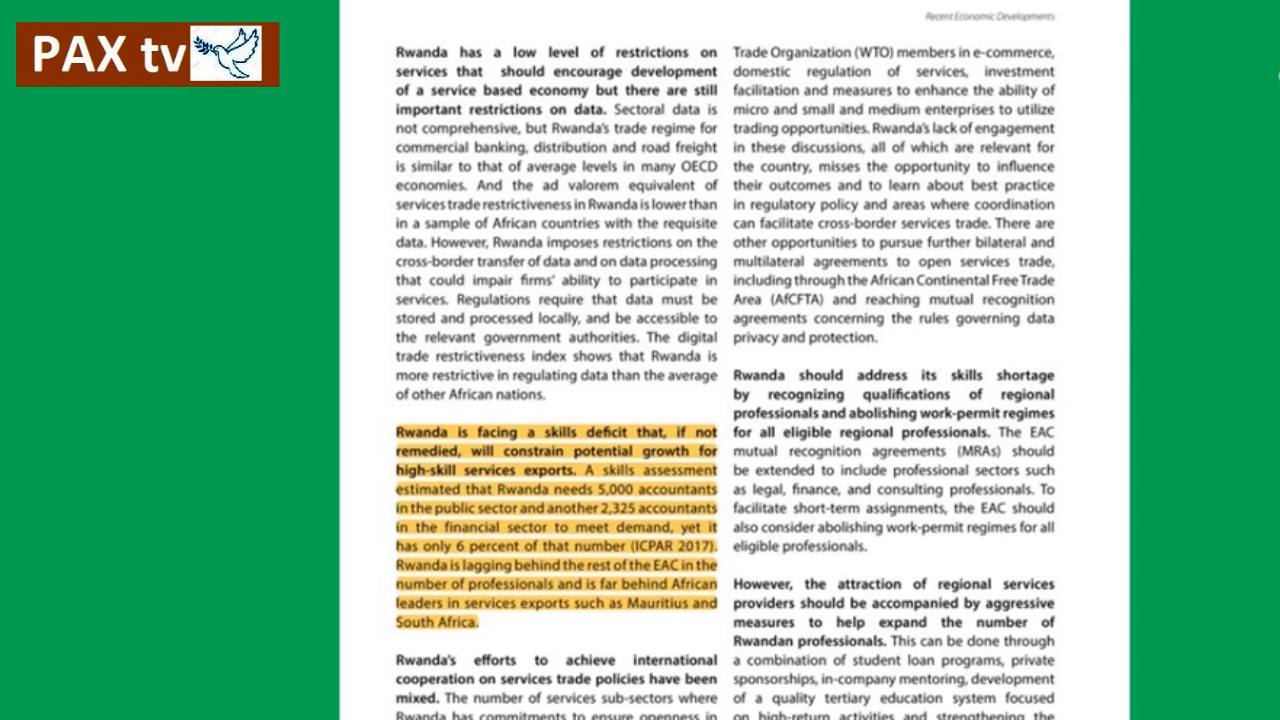 PAX tv
Recent Economic Developments
Rwanda has a low level of restrictions on
services that should encourage development
of a service based economy but there are still
important restrictions on data. Sectoral data is
not comprehensive, but Rwanda's trade regime for
commercial banking, distribution and road freight
is similar to that of average levels in many OECD
economies. And the ad valorem equivalent of
services trade restrictiveness in Rwanda is lower than
in a sample of African countries with the requisite
data. However, Rwanda imposes restrictions on the
cross-border transfer of data and on data processing
that could impair firms' ability to participate in
services. Regulations require that data must be
stored and processed locally, and be accessible to
the relevant government authorities. The digital
trade restrictiveness index shows that Rwanda is
more restrictive in regulating data than the average
of other African nations.
Rwanda is facing a skills deficit that, if not
remedied, will constrain potential growth for
high-skill services exports. A skills assessment
estimated that Rwanda needs 5,000 accountants
in the public sector and another 2,325 accountants
in the financial sector to meet demand, yet it
has only 6 percent of that number (ICPAR 2017).
Rwanda is lagging behind the rest of the EAC in the
number of professionals and is far behind African
leaders in services exports such as Mauritius and
South Africa.
Rwanda's efforts to achieve international
cooperation on services trade policies have been
mixed. The number of services sub-sectors where
Rwanda has commitments to ensure openness in
Trade Organization (WTO) members in e-commerce,
domestic regulation of services, investment
facilitation and measures to enhance the ability of
micro and small and medium enterprises to utilize
trading opportunities. Rwanda's lack of engagement
in these discussions, all of which are relevant for
the country, misses the opportunity to influence
their outcomes and to learn about best practice
in regulatory policy and areas where coordination
can facilitate cross-border services trade. There are
other opportunities to pursue further bilateral and
multilateral agreements to open services trade,
including through the African Continental Free Trade
Area (AfCFTA) and reaching mutual recognition
agreements concerning the rules governing data
privacy and protection.
Rwanda should address its skills shortage
by recognizing qualifications of regional
professionals and abolishing work-permit regimes
for all eligible regional professionals. The EAC
mutual recognition agreements (MRAs) should
be extended to include professional sectors such
as legal, finance, and consulting professionals. To
facilitate short-term assignments, the EAC should
also consider abolishing work-permit regimes for all
eligible professionals.
However, the attraction of regional services
providers should be accompanied by aggressive
measures to help expand the number of
Rwandan professionals. This can be done through
a combination of student loan programs, private
sponsorships, in-company mentoring, development
of a quality tertiary education system focused
on high-return activities and strengthening the